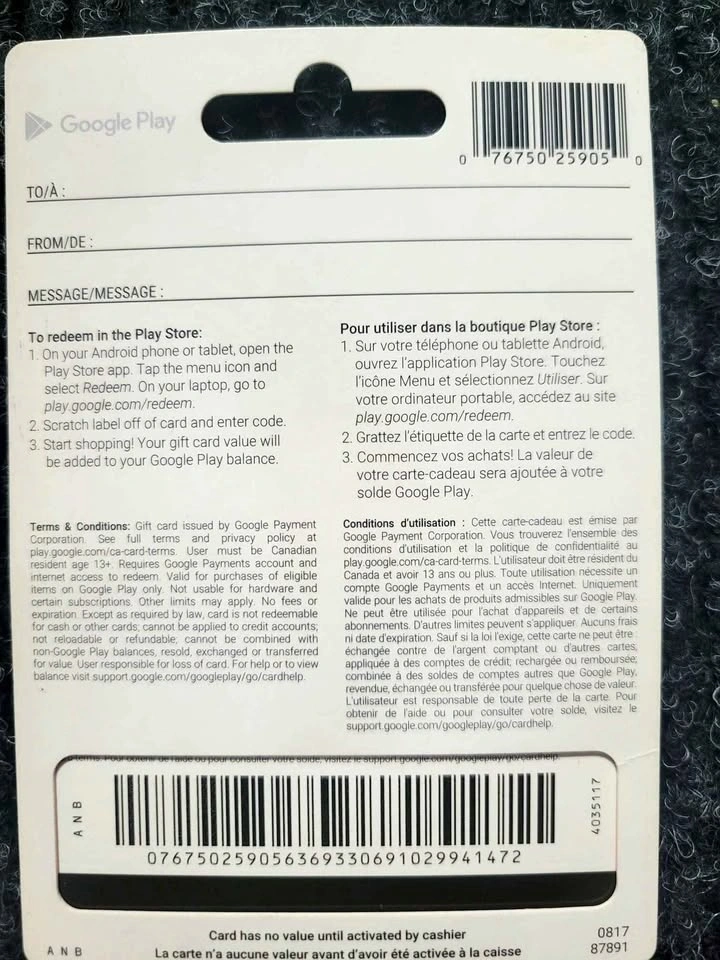 Google Play
0 76750 25905 0
TO/À :
FROM/DE :
MESSAGE/MESSAGE :
To redeem in the Play Store:
1. On your Android phone or tablet, open the
Play Store app. Tap the menu icon and
select Redeem. On your laptop, go to
play.google.com/redeem.
2. Scratch label off of card and enter code.
3. Start shopping! Your gift card value will
be added to your Google Play balance.
Pour utiliser dans la boutique Play Store :
1. Sur votre téléphone ou tablette Android,
ouvrez l'application Play Store. Touchez
l'icône Menu et sélectionnez Utiliser. Sur
votre ordinateur portable, accédez au site
play.google.com/redeem.
2. Grattez l'étiquette de la carte et entrez le code.
3. Commencez vos achats! La valeur de
votre carte-cadeau sera ajoutée à votre
solde Google Play.
Terms & Conditions: Gift card issued by Google Payment
Corporation. See full terms and privacy policy at
play.google.com/ca-card-terms. User must be Canadian
resident age 13+. Requires Google Payments account and
internet access to redeem. Valid for purchases of eligible
items on Google Play only. Not usable for hardware and
certain subscriptions. Other limits may apply. No fees or
expiration. Except as required by law, card is not redeemable
for cash or other cards; cannot be applied to credit accounts;
not reloadable or refundable; cannot be combined with
non-Google Play balances, resold, exchanged or transferred
for value. User responsible for loss of card. For help or to view
balance visit support.google.com/googleplay/go/cardhelp.
Conditions d'utilisation : Cette carte-cadeau est émise par
Google Payment Corporation. Vous trouverez l'ensemble des
conditions d'utilisation et la politique de confidentialité au
play.google.com/ca-card-terms. L'utilisateur doit être résident du
Canada et avoir 13 ans ou plus. Toute utilisation nécessite un
compte Google Payments et un accès Internet. Uniquement
valide pour les achats de produits admissibles sur Google Play.
Ne peut être utilisée pour l'achat d'appareils et de certains
abonnements. D'autres limites peuvent s'appliquer. Aucuns frais
ni date d'expiration. Sauf si la loi l'exige, cette carte ne peut être :
échangée contre de l'argent comptant ou d'autres cartes,
appliquée à des comptes de crédit; rechargée ou remboursée;
combinée à des soldes de comptes autres que Google Play,
revendue, échangée ou transférée pour quelque chose de valeur.
L'utilisateur est responsable de toute perte de la carte. Pour
obtenir de l'aide ou pour consulter votre solde, visitez le
support.google.com/googleplay/go/cardhelp.
terms. Pour obtenir de l'aide ou pour consulter votre solde, visitez le support.google.com/googleplay/go/cardhelp.
ANB
4035117
076750259056369330691029941472
Card has no value until activated by cashier
La carte n'a aucune valeur avant d'avoir été activée à la caisse
ANB
0817
87891